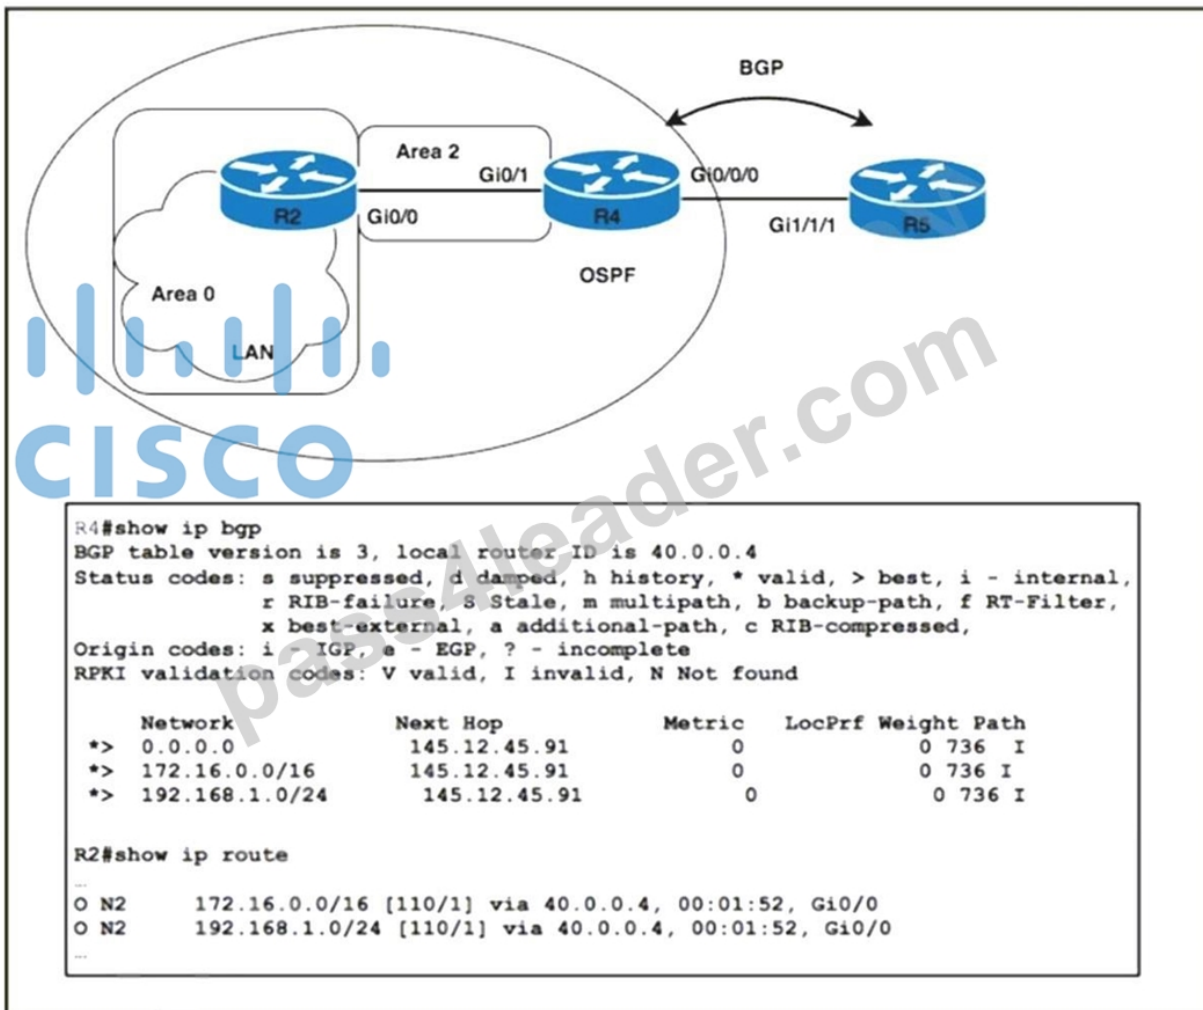 BGP
Area 2
Gi0/1
Gi0/0/0
R2
Gi0/0
R4
Gi1/1/1
R5
OSPF
Area 0
LAN
CISCO
pass4leader.com
R4#show ip bgp
BGP table version is 3, local router ID is 40.0.0.4
Status codes: s suppressed, d damped, h history, * valid, > best, i - internal,
r RIB-failure, S Stale, m multipath, b backup-path, f RT-Filter,
x best-external, a additional-path, c RIB-compressed,
Origin codes: i - IGP, e - EGP, ? - incomplete
RPKI validation codes: V valid, I invalid, N Not found
Network Next Hop Metric LocPrf Weight Path
*> 0.0.0.0 145.12.45.91 0 0 736 I
*> 172.16.0.0/16 145.12.45.91 0 0 736 I
*> 192.168.1.0/24 145.12.45.91 0 0 736 I
R2#show ip route
...
O N2 172.16.0.0/16 [110/1] via 40.0.0.4, 00:01:52, Gi0/0
O N2 192.168.1.0/24 [110/1] via 40.0.0.4, 00:01:52, Gi0/0
...